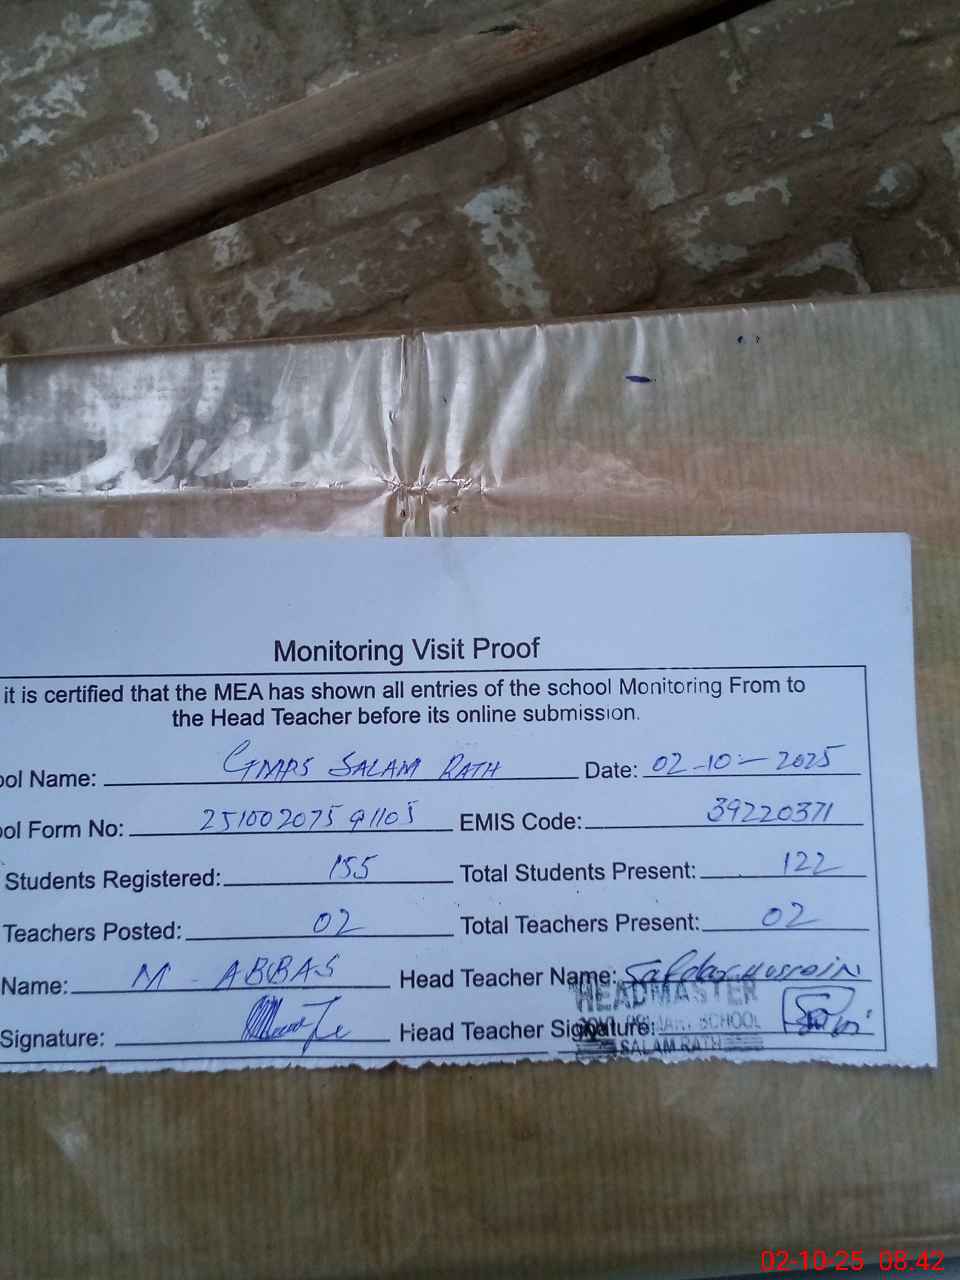 Monitoring Visit Proof
it is certified that the MEA has shown all entries of the school Monitoring From to
the Head Teacher before its online submission.
ool Name: GMPS SALAM RATH Date: 02-10-2025
ool Form No: 251002075 91105 EMIS Code: 39220371
Students Registered: 155 Total Students Present: 122
Teachers Posted: 02 Total Teachers Present: 02
Name: M - ABBAS Head Teacher Name: Safdar Hussain
HEADMASTER
Signature: Head Teacher Signature:
SCHOOL
SALAM RATH
02-10-25 08:42